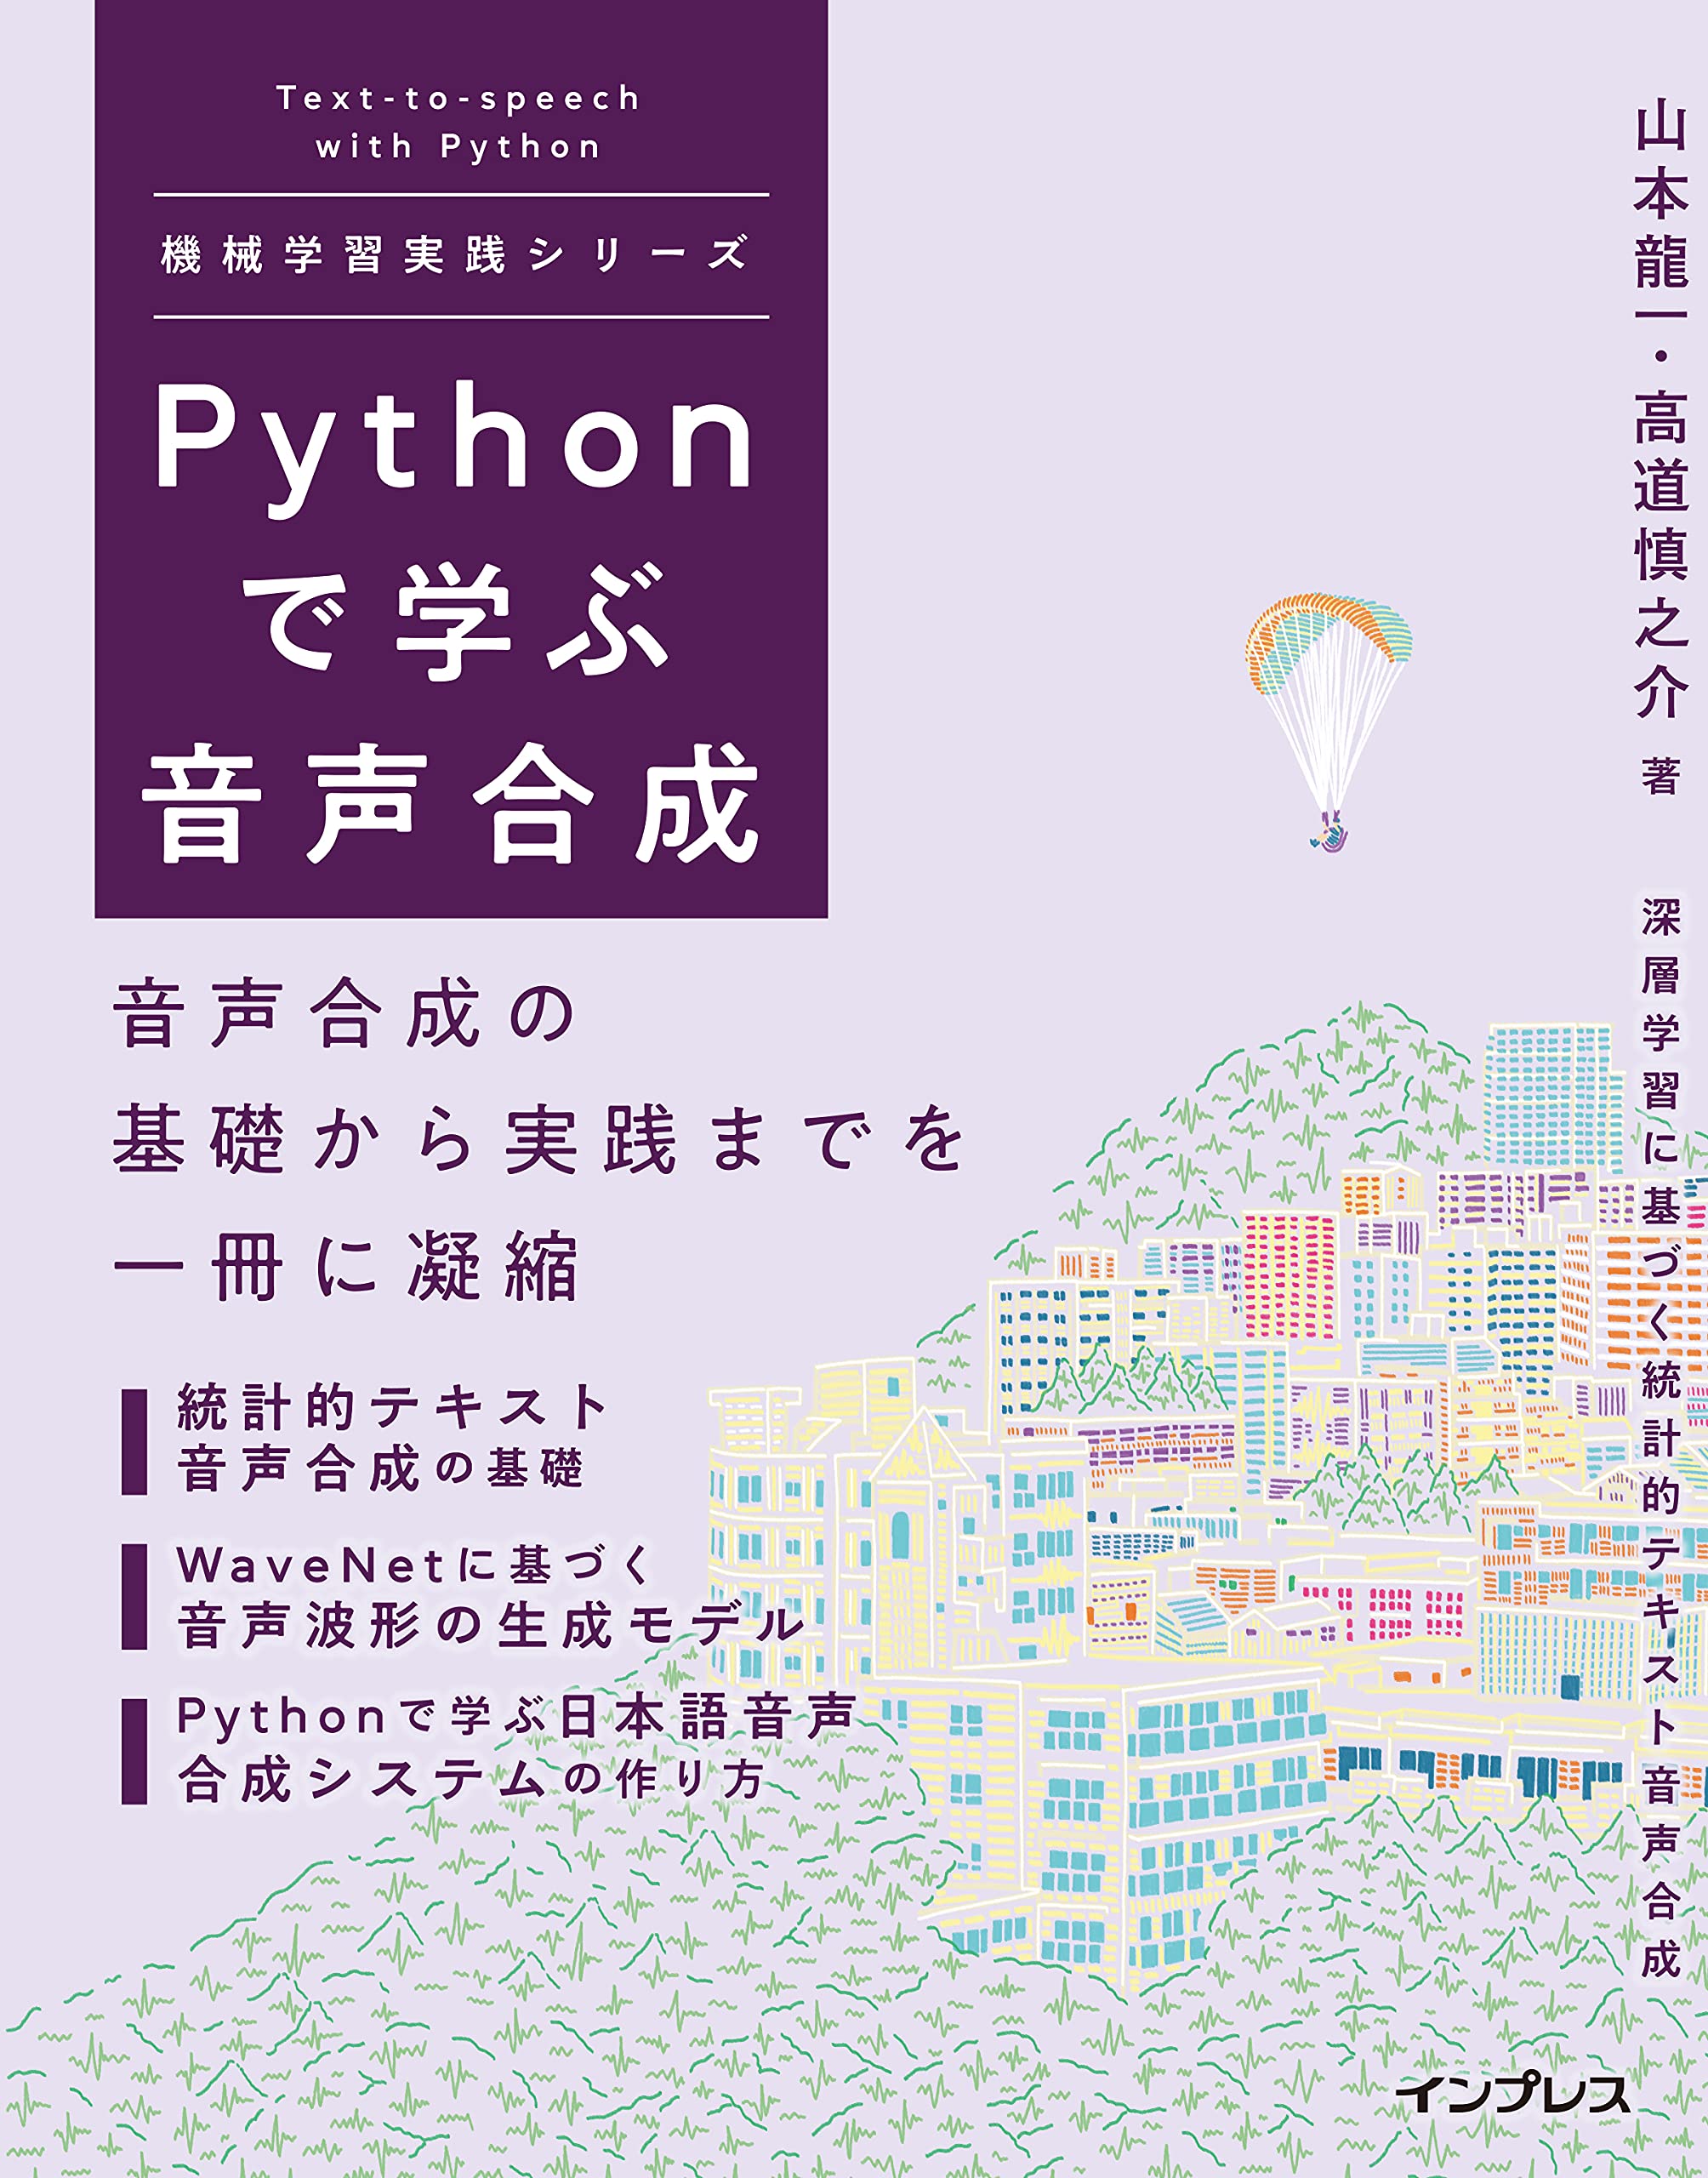 Text-to-speech
with Python
機械学習実践シリーズ
Python
で学ぶ
音声合成
山本龍一・高道慎之介 著
深層学習に基づく統計的テキスト音声合成
音声合成の
基礎から実践までを
一冊に凝縮
統計的テキスト
音声合成の基礎
WaveNetに基づく
音声波形の生成モデル
Pythonで学ぶ日本語音声
合成システムの作り方
インプレス